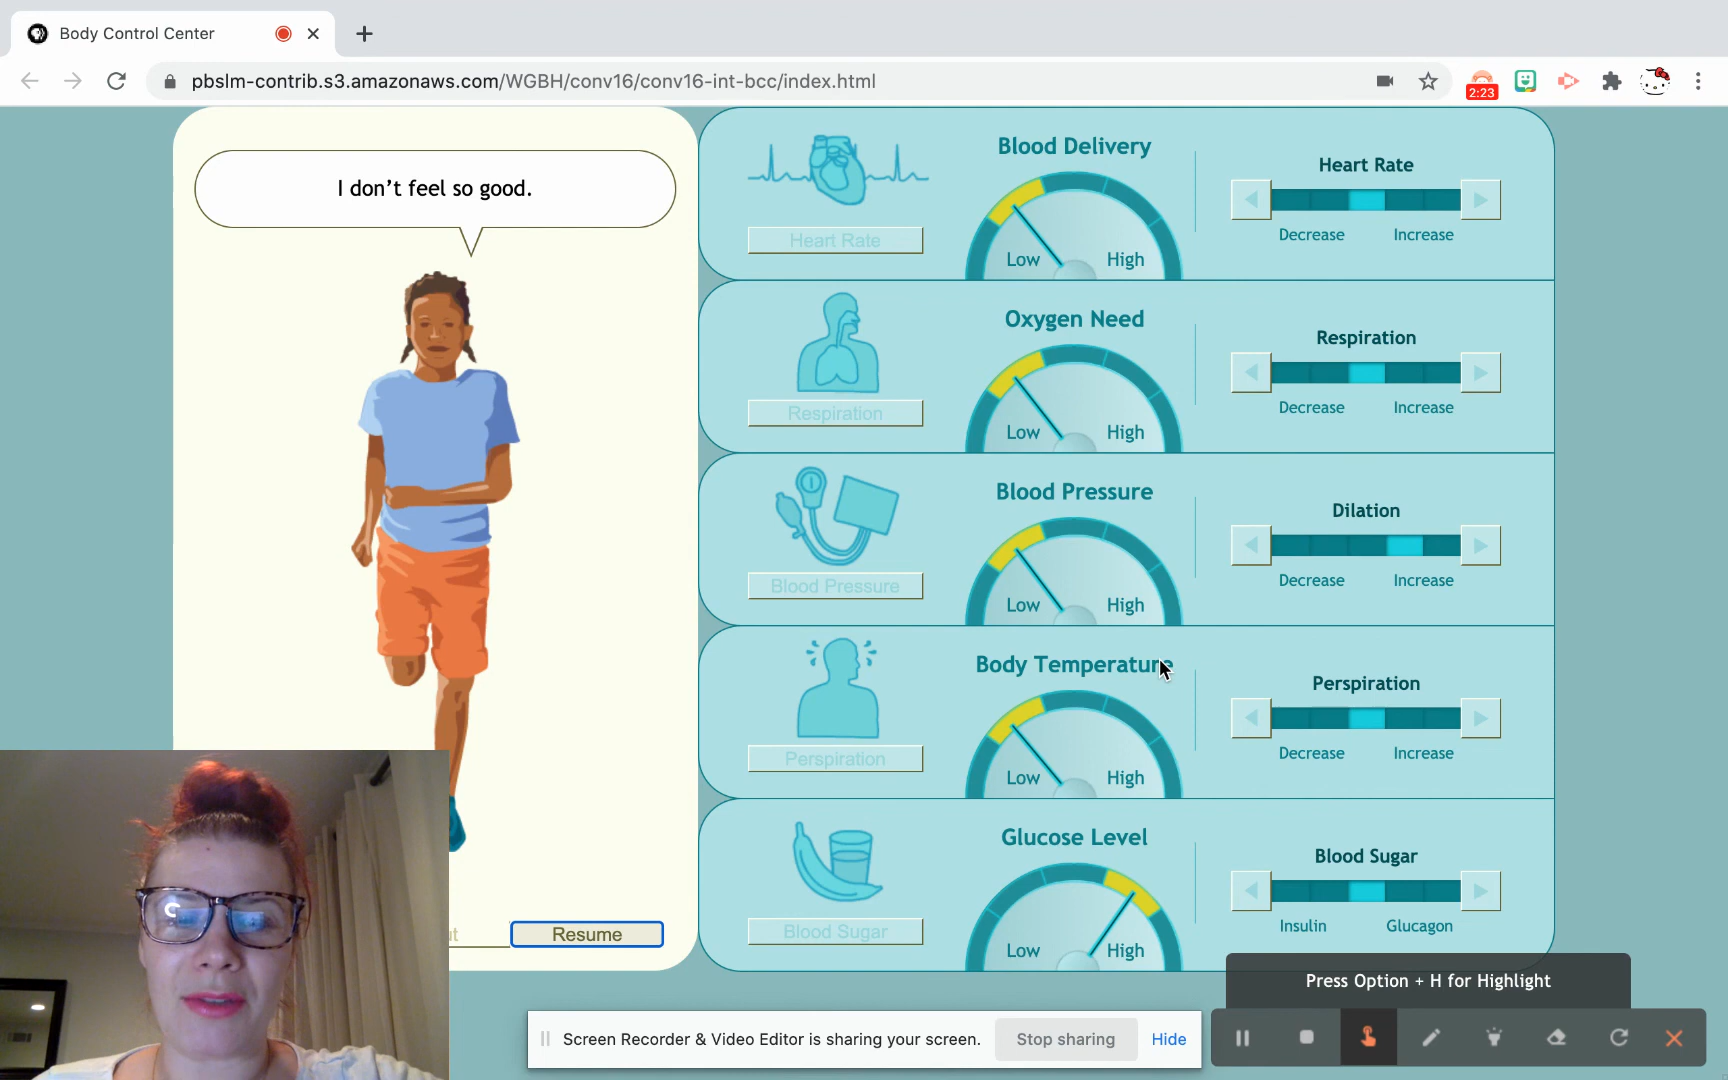 Body Control Center
pbslm-contrib.s3.amazonaws.com/WGBH/conv16/conv16-int-bcc/index.html
2:23
I don't feel so good.
Resume
Blood Delivery
Heart Rate
Low High
Heart Rate
Decrease Increase
Oxygen Need
Respiration
Low High
Respiration
Decrease Increase
Blood Pressure
Blood Pressure
Low High
Dilation
Decrease Increase
Body Temperature
Perspiration
Low High
Perspiration
Decrease Increase
Glucose Level
Blood Sugar
Low High
Blood Sugar
Insulin Glucagon
Press Option + H for Highlight
Screen Recorder & Video Editor is sharing your screen. Stop sharing Hide